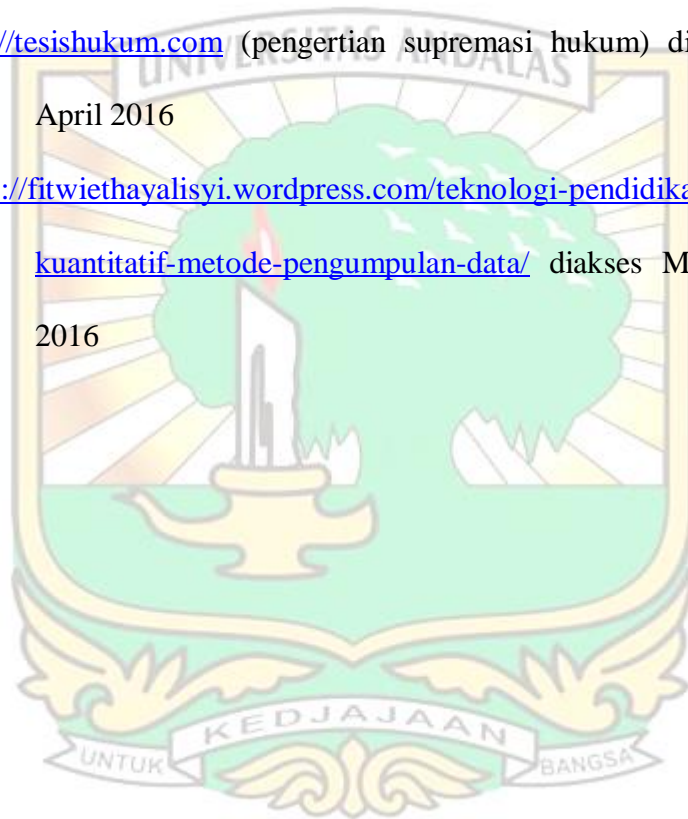 //tesishukum.com (pengertian supremasi hukum) di
UNIVERSITAS ANDALAS
April 2016
://fitwiethayalisyi.wordpress.com/teknologi-pendidika
kuantitatif-metode-pengumpulan-data/ diakses M
2016
KEDJAJAAN
UNTUK
BANGSA